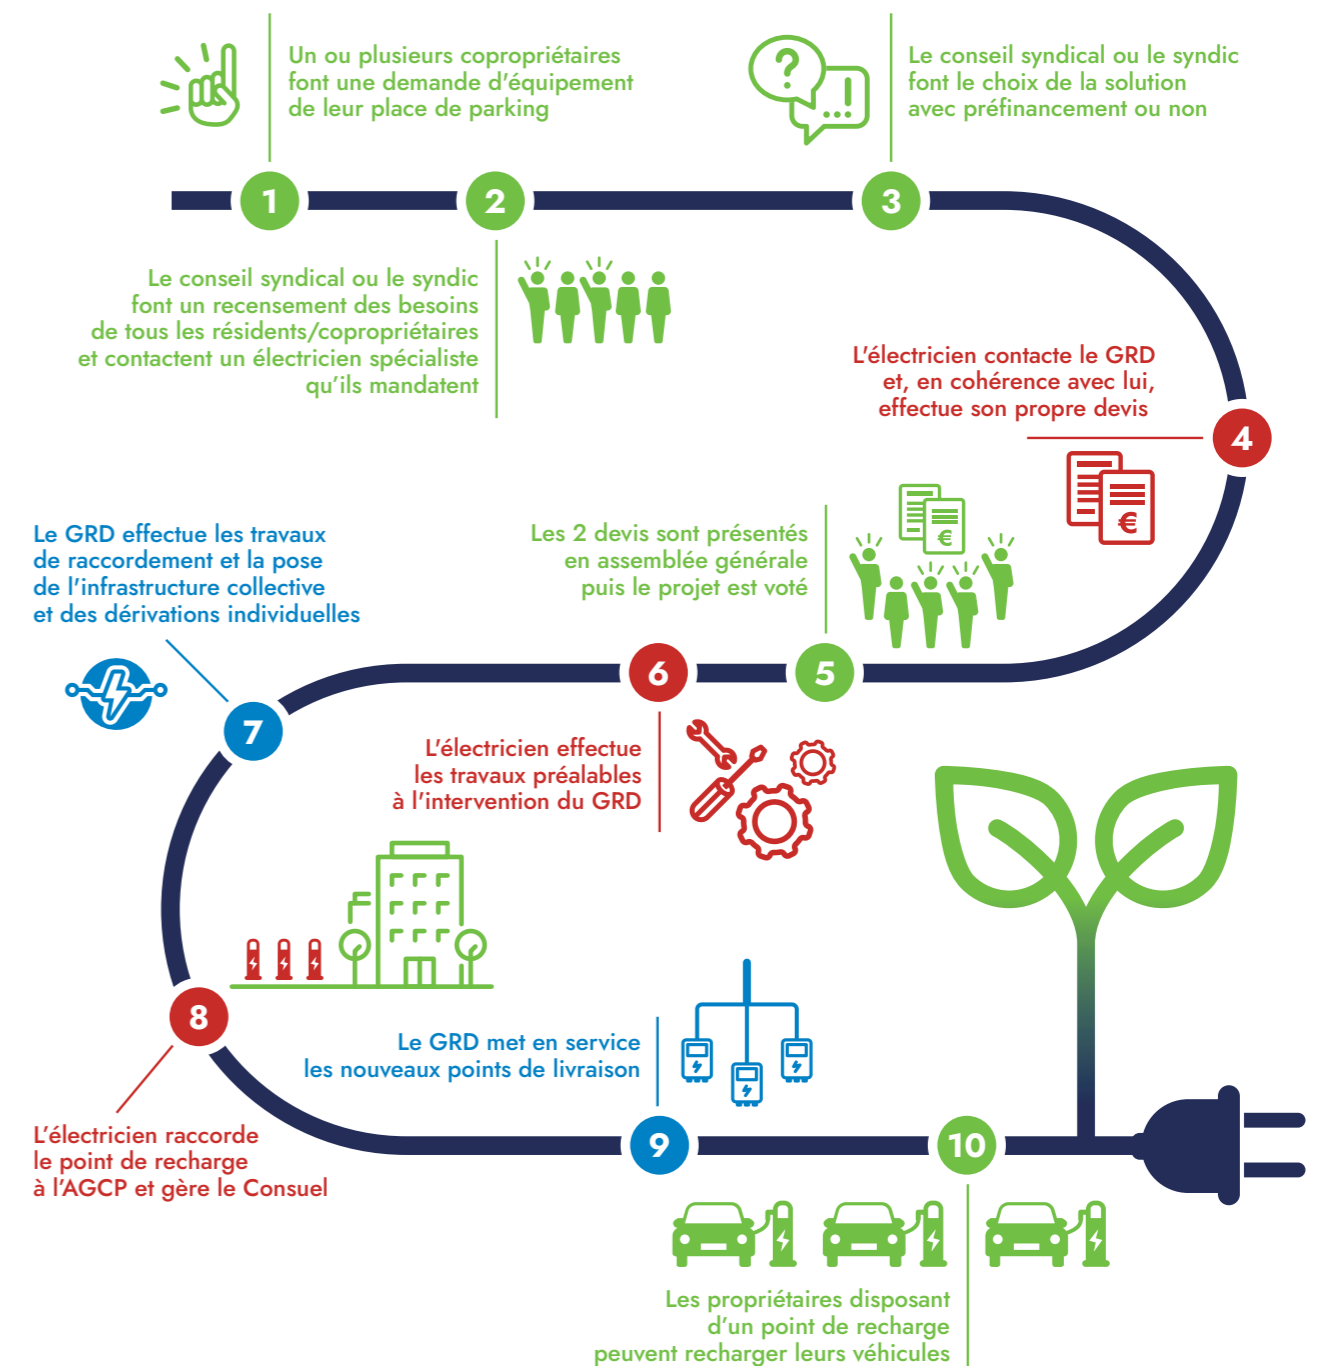 Un ou plusieurs copropriétaires
font une demande d'équipement
de leur place de parking
Le conseil syndical ou le syndic
font le choix de la solution
avec préfinancement ou non
1
2
3
Le conseil syndical ou le syndic
font un recensement des besoins
de tous les résidents/copropriétaires
et contactent un électricien spécialiste
qu'ils mandatent
L'électricien contacte le GRD
et, en cohérence avec lui,
effectue son propre devis
4
€
Les 2 devis sont présentés
en assemblée générale
puis le projet est voté
€
5
6
Le GRD effectue les travaux
de raccordement et la pose
de l'infrastructure collective
et des dérivations individuelles
7
L'électricien effectue
les travaux préalables
à l'intervention du GRD
8
L'électricien raccorde
le point de recharge
à l'AGCP et gère le Consuel
Le GRD met en service
les nouveaux points de livraison
9
10
Les propriétaires disposant
d'un point de recharge
peuvent recharger leurs véhicules